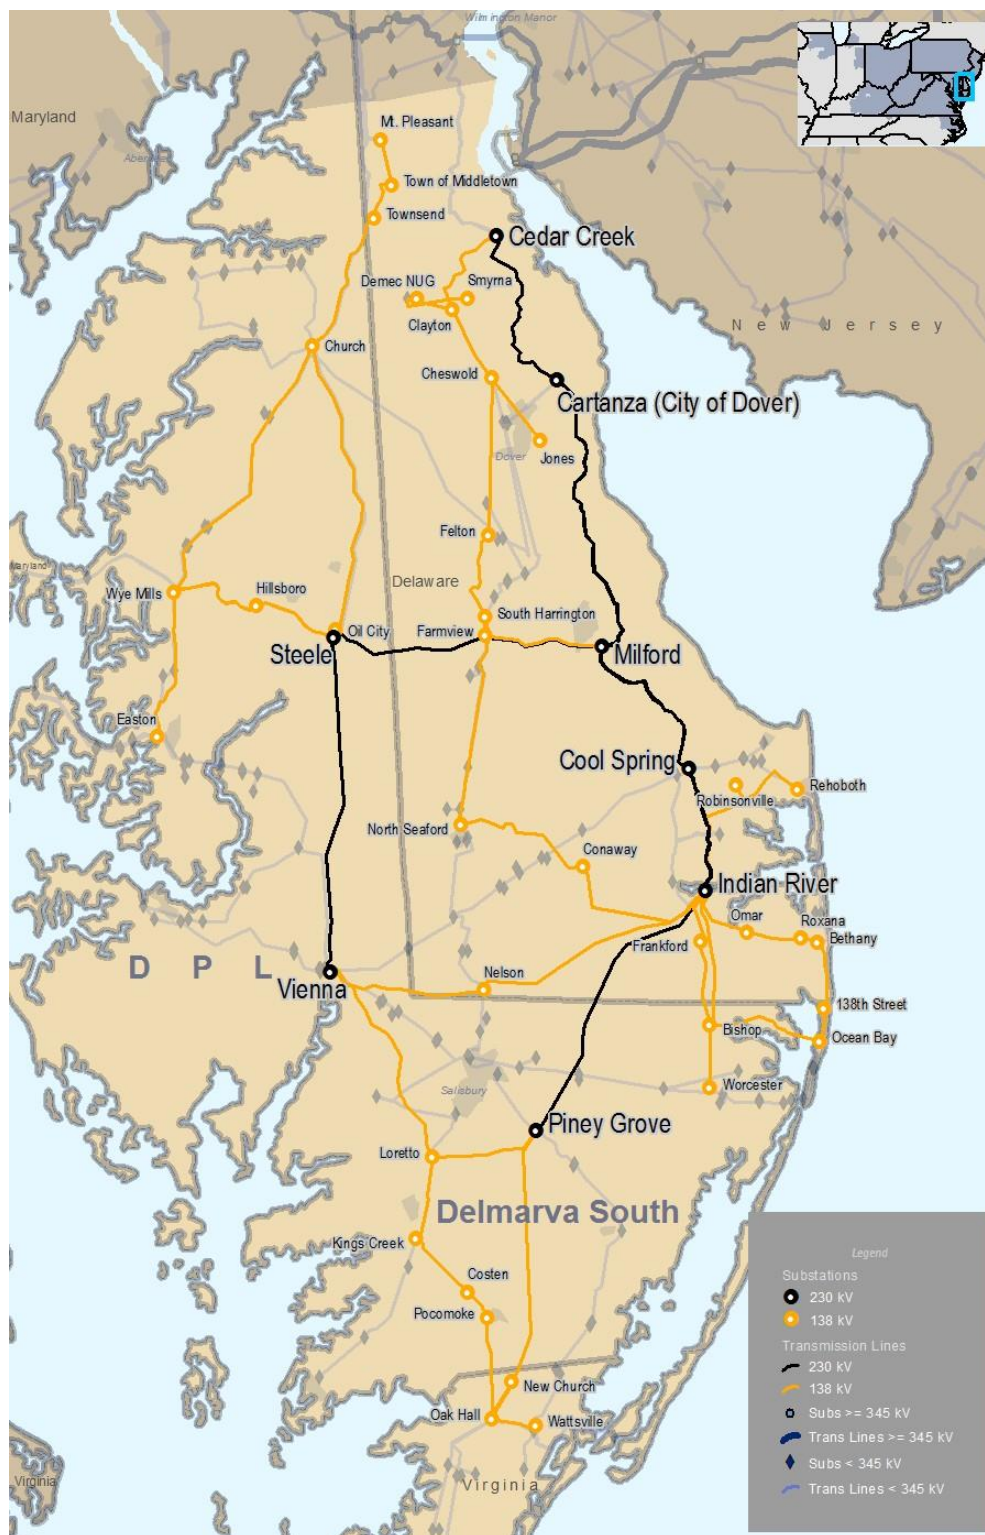 Wilmington Manor
Maryland
Mt. Pleasant
Town of Middletown
Townsend
Cedar Creek
Demec NUG
Smyrna
Clayton
New Jersey
Church
Cheswold
Cartanza (City of Dover)
Dover
Jones
Felton
Maryland
Delaware
Wye Mills
Hillsboro
South Harrington
Oil City
Farmview
Steele
Milford
Easton
Cool Spring
Rehoboth
Robinsonville
North Seaford
Conaway
Indian River
Omar
Roxana
Bethany
Frankford
D P L
Vienna
Nelson
138th Street
Bishop
Ocean Bay
Salisbury
Worcester
Piney Grove
Loretto
Delmarva South
Kings Creek
Costen
Pocomoke
New Church
Oak Hall
Wattsville
Virginia
Virginia
Legend
Substations
230 kV
138 kV
Transmission Lines
230 kV
138 kV
Subs >= 345 kV
Trans Lines >= 345 kV
Subs < 345 kV
Trans Lines < 345 kV